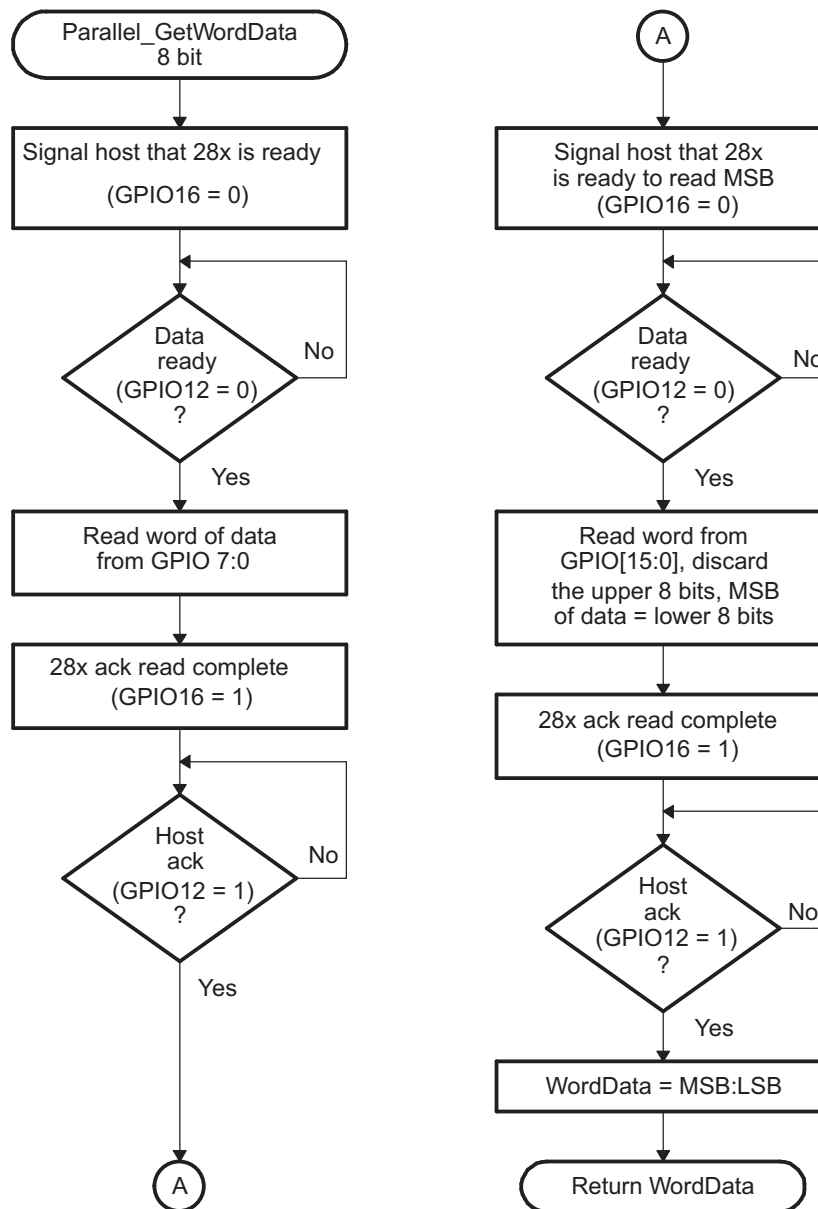 Parallel_GetWordData
8 bit
Signal host that 28x is ready
(GPIO16 = 0)
Data
ready
(GPIO12 = 0)
?
No
Yes
Read word of data
from GPIO 7:0
28x ack read complete
(GPIO16 = 1)
Host
ack
(GPIO12 = 1)
?
No
Yes
A
A
Signal host that 28x
is ready to read MSB
(GPIO16 = 0)
Data
ready
(GPIO12 = 0)
?
No
Yes
Read word from
GPIO[15:0], discard
the upper 8 bits, MSB
of data = lower 8 bits
28x ack read complete
(GPIO16 = 1)
Host
ack
(GPIO12 = 1)
?
No
Yes
WordData = MSB:LSB
Return WordData